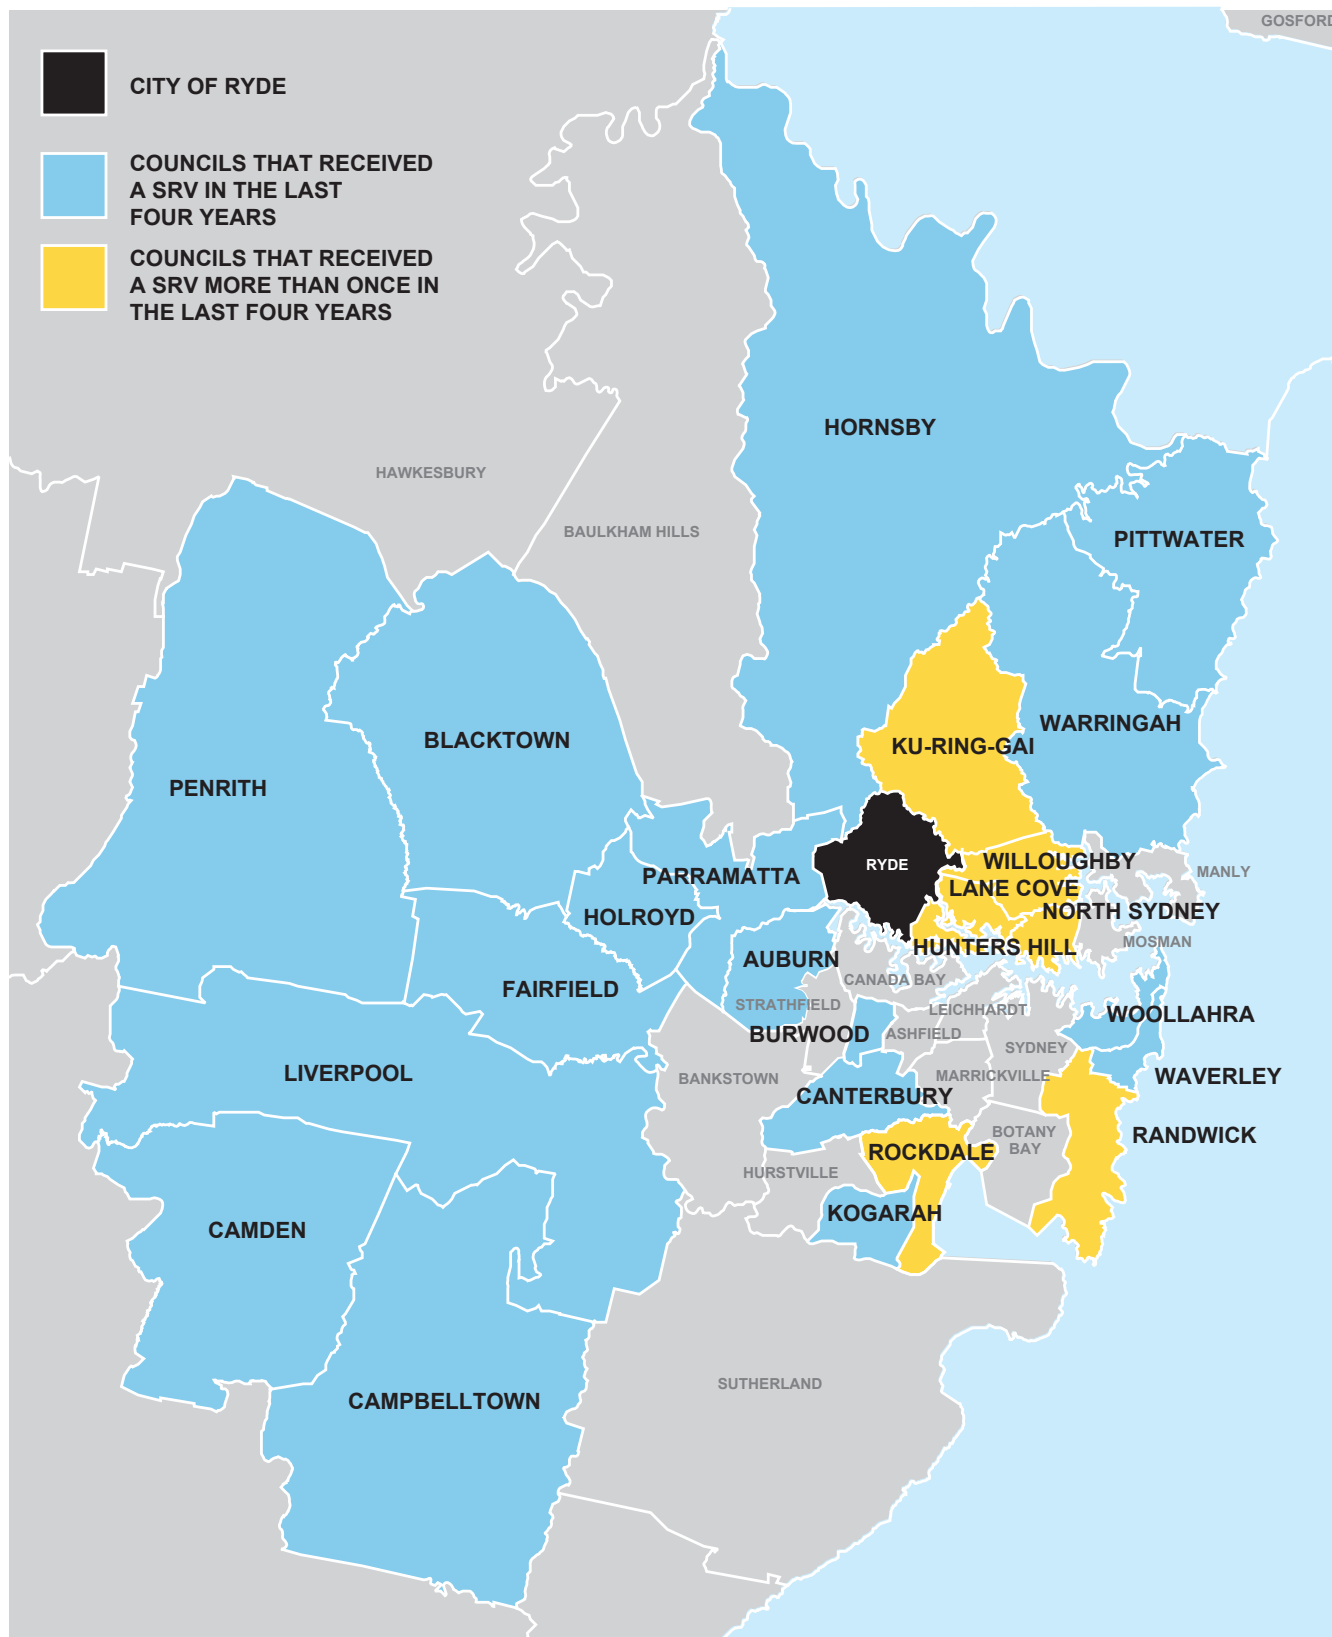 GOSFORD
CITY OF RYDE
COUNCILS THAT RECEIVED
A SRV IN THE LAST
FOUR YEARS
COUNCILS THAT RECEIVED
A SRV MORE THAN ONCE IN
THE LAST FOUR YEARS
HORNSBY
HAWKESBURY
BAULKHAM HILLS
PITTWATER
WARRINGAH
BLACKTOWN
KU-RING-GAI
PENRITH
RYDE
WILLOUGHBY
MANLY
PARRAMATTA
LANE COVE
HOLROYD
NORTH SYDNEY
MOSMAN
HUNTERS HILL
AUBURN
CANADA BAY
FAIRFIELD
STRATHFIELD
LEICHHARDT
WOOLLAHRA
BURWOOD
ASHFIELD
SYDNEY
LIVERPOOL
BANKSTOWN
MARRICKVILLE
WAVERLEY
CANTERBURY
BOTANY
BAY
RANDWICK
ROCKDALE
HURSTVILLE
KOGARAH
CAMDEN
SUTHERLAND
CAMPBELLTOWN